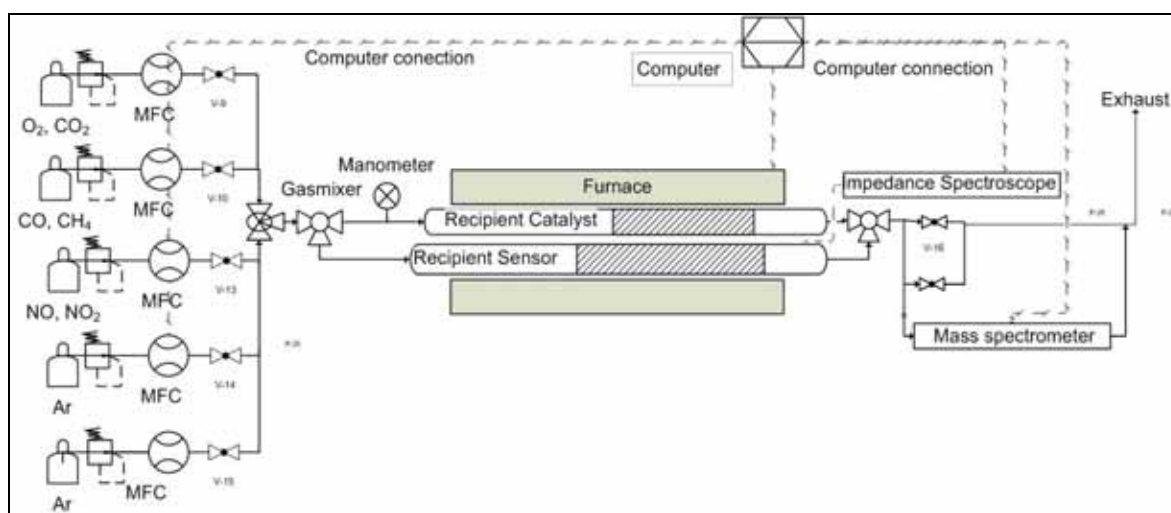 Computer conection
Computer
Computer connection
Exhaust
O₂, CO₂
MFC
V-9
CO, CH₄
MFC
V-10
Gasmixer
Manometer
Furnace
Recipient Catalyst
Recipient Sensor
Impedance Spectroscope
V-16
Mass spectrometer
NO, NO₂
MFC
V-13
Ar
MFC
V-14
Ar
MFC
V-15